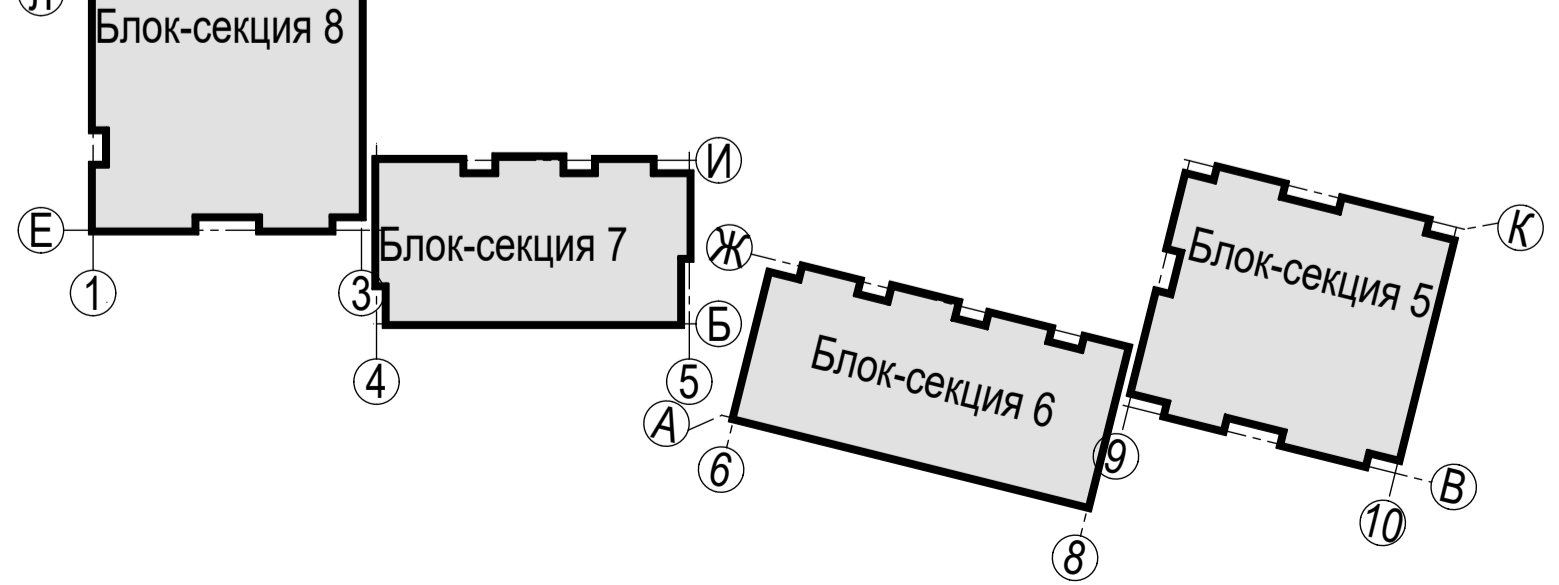 Л
Блок-секция 8
Е
1
3
И
Блок-секция 7
Б
4
5
Ж
Блок-секция 6
А
6
8
К
Блок-секция 5
9
В
10